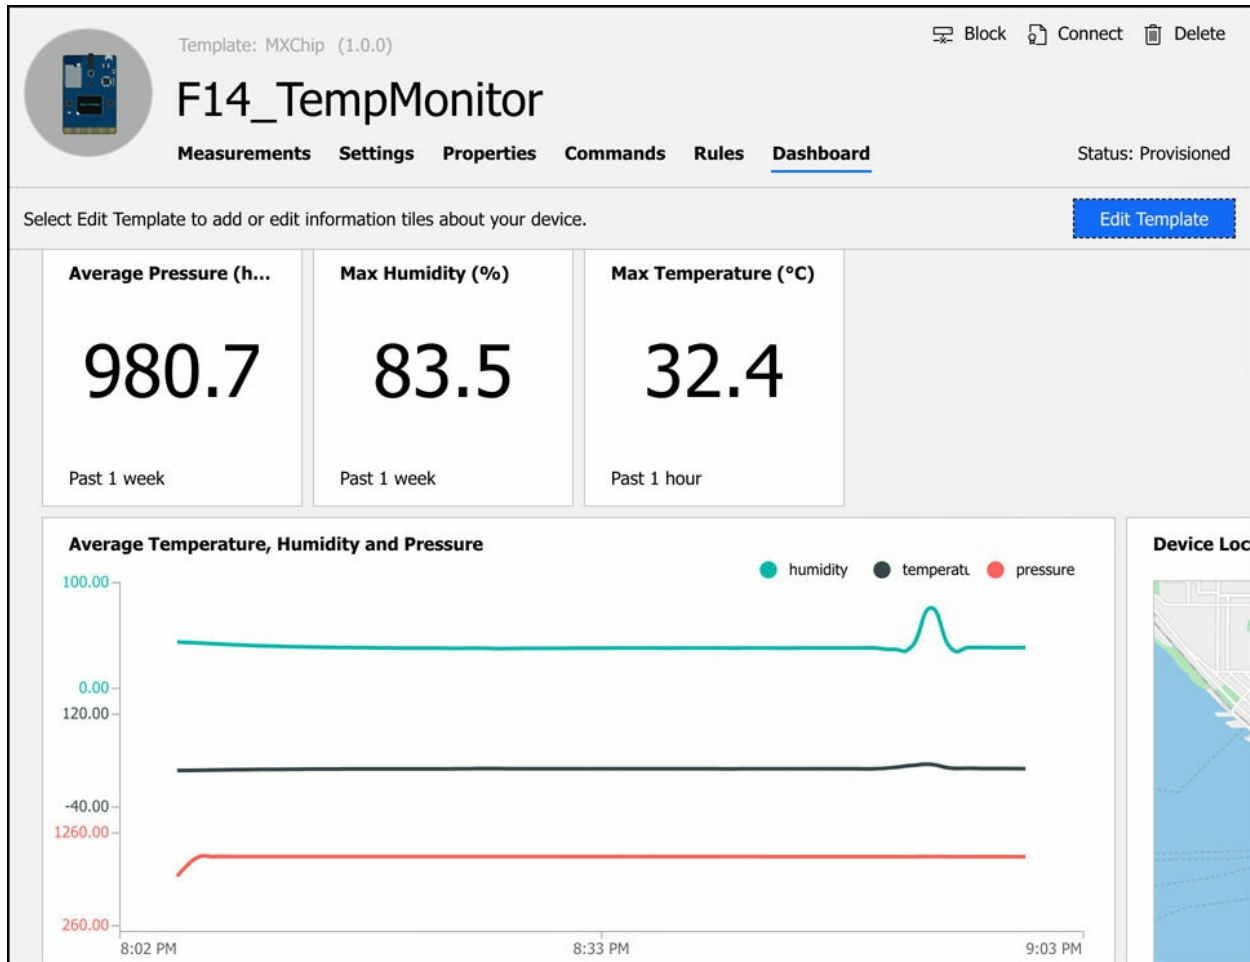 Template: MXChip (1.0.0)
Block Connect Delete
F14_TempMonitor
Measurements Settings Properties Commands Rules Dashboard
Status: Provisioned
Select Edit Template to add or edit information tiles about your device.
Edit Template
Average Pressure (h...
980.7
Past 1 week
Max Humidity (%)
83.5
Past 1 week
Max Temperature (°C)
32.4
Past 1 hour
Average Temperature, Humidity and Pressure
humidity temperatu pressure
100.00
0.00
120.00
-40.00
1260.00
260.00
8:02 PM 8:33 PM 9:03 PM
Device Loc